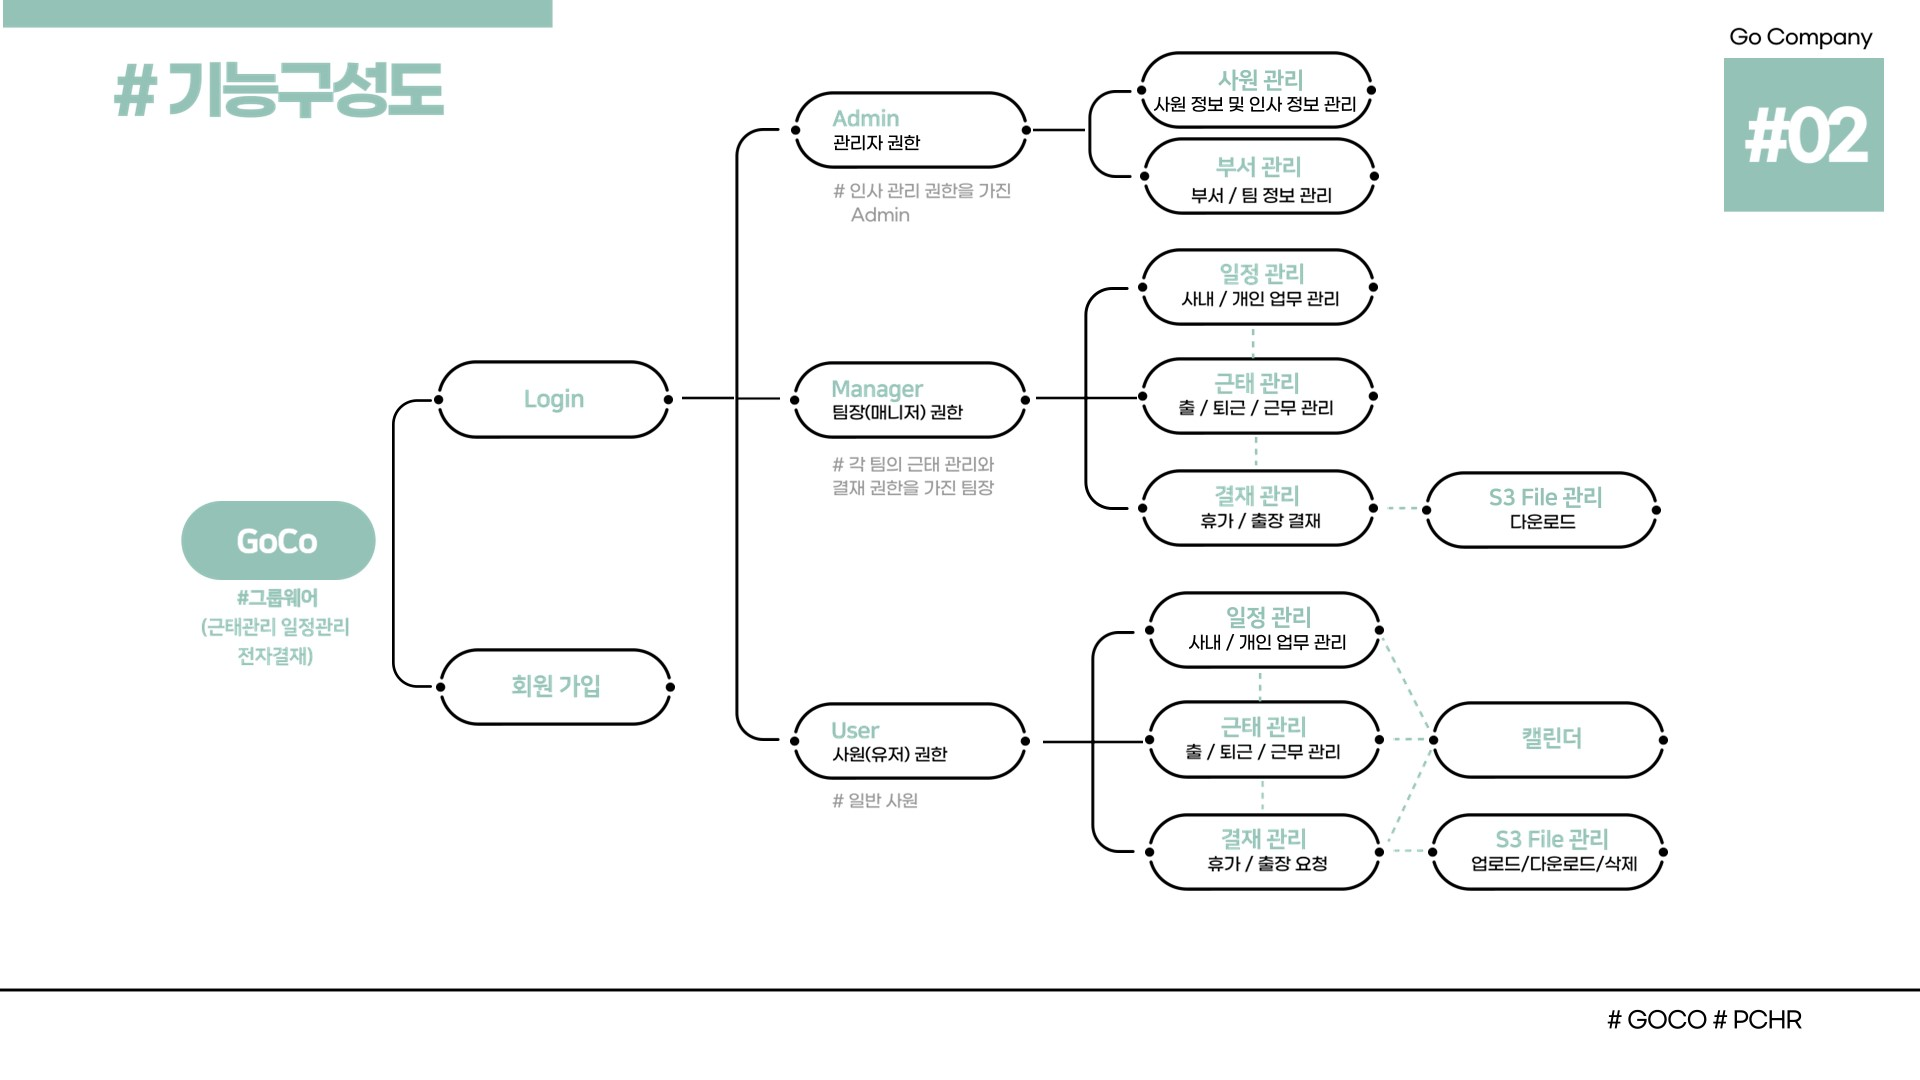 # 기능구성도
Go Company
#02
GoCo
#그룹웨어
(근태관리 일정관리
전자결재)
Login
회원 가입
Admin
관리자 권한
# 인사 관리 권한을 가진
Admin
사원 관리
사원 정보 및 인사 정보 관리
부서 관리
부서 / 팀 정보 관리
Manager
팀장(매니저) 권한
# 각 팀의 근태 관리와
결재 권한을 가진 팀장
일정 관리
사내 / 개인 업무 관리
근태 관리
출 / 퇴근 / 근무 관리
결재 관리
휴가 / 출장 결재
S3 File 관리
다운로드
User
사원(유저) 권한
# 일반 사원
일정 관리
사내 / 개인 업무 관리
근태 관리
출 / 퇴근 / 근무 관리
결재 관리
휴가 / 출장 요청
캘린더
S3 File 관리
업로드/다운로드/삭제
# GOCO # PCHR